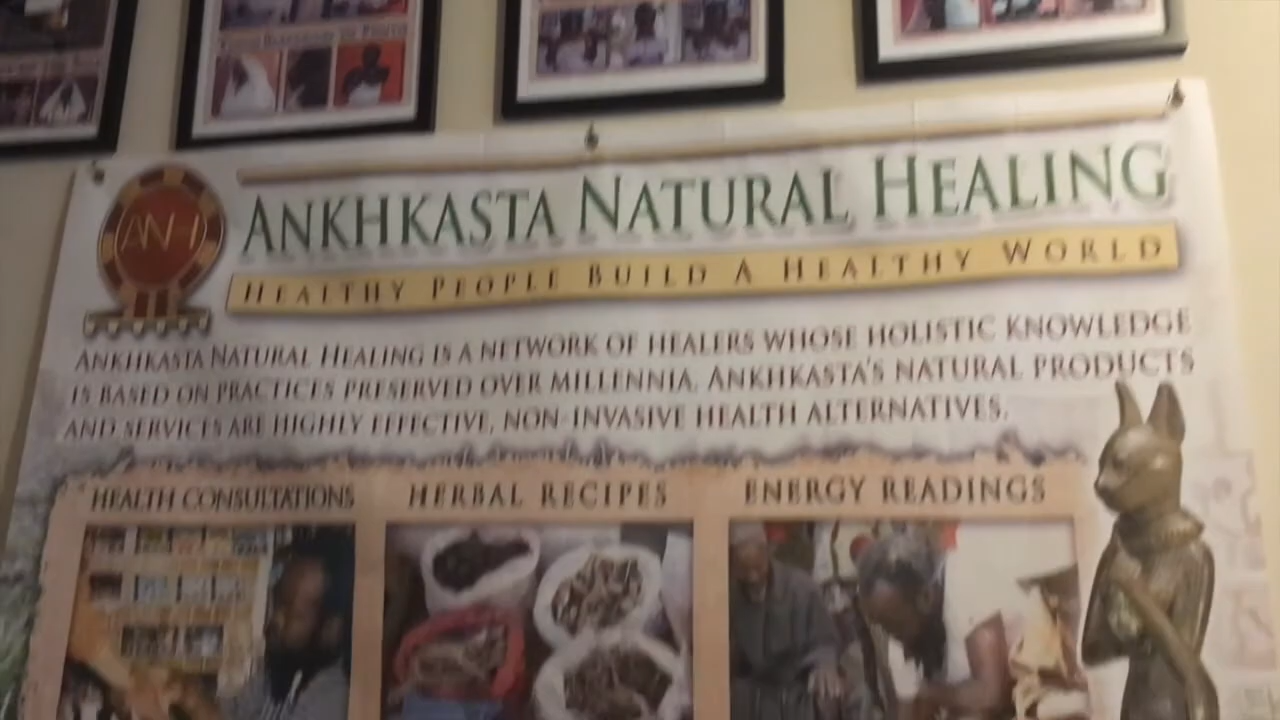 ANKHKASTA NATURAL HEALING
ANH
HEALTHY PEOPLE BUILD A HEALTHY WORLD
ANKHKASTA NATURAL HEALING IS A NETWORK OF HEALERS WHOSE HOLISTIC KNOWLEDGE
IS BASED ON PRACTICES PRESERVED OVER MILLENNIA. ANKHKASTA'S NATURAL PRODUCTS
AND SERVICES ARE HIGHLY EFFECTIVE, NON-INVASIVE HEALTH ALTERNATIVES.
HEALTH CONSULTATIONS
HERBAL RECIPES
ENERGY READINGS